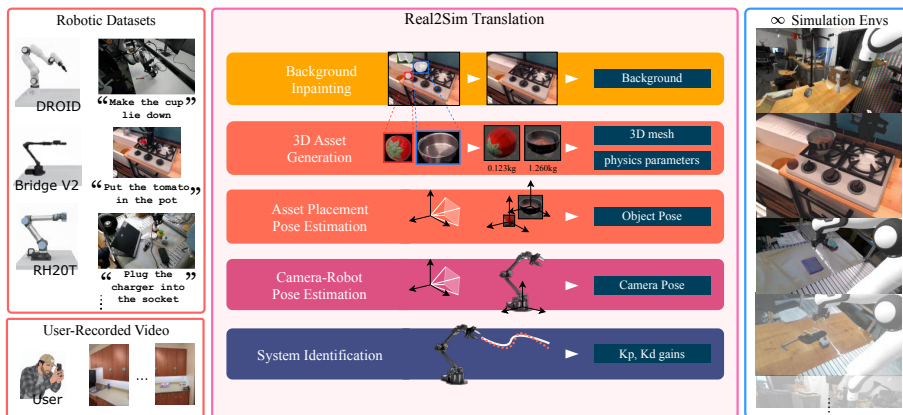 Robotic Datasets
DROID
“Make the cup
lie down”
Bridge V2
“Put the tomato
in the pot”
RH20T
“Plug the
charger into
the socket”
⋮
User-Recorded Video
User
...
Real2Sim Translation
Background
Inpainting
Background
3D Asset
Generation
0.123kg
1.260kg
3D mesh
physics parameters
Asset Placement
Pose Estimation
Object Pose
Camera-Robot
Pose Estimation
Camera Pose
System Identification
Kp, Kd gains
∞ Simulation Envs
⋮